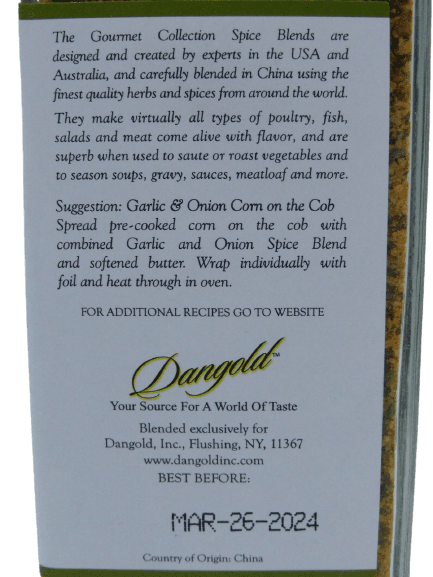 The Gourmet Collection Spice Blends are
designed and created by experts in the USA and
Australia, and carefully blended in China using the
finest quality herbs and spices from around the world.
They make virtually all types of poultry, fish,
salads and meat come alive with flavor, and are
superb when used to saute or roast vegetables and
to season soups, gravy, sauces, meatloaf and more.
Suggestion: Garlic & Onion Corn on the Cob
Spread pre-cooked corn on the cob with
combined Garlic and Onion Spice Blend
and softened butter. Wrap individually with
foil and heat through in oven.
FOR ADDITIONAL RECIPES GO TO WEBSITE
Dangold™
Your Source For A World Of Taste
Blended exclusively for
Dangold, Inc., Flushing, NY, 11367
www.dangoldinc.com
BEST BEFORE:
MAR-26-2024
Country of Origin: China